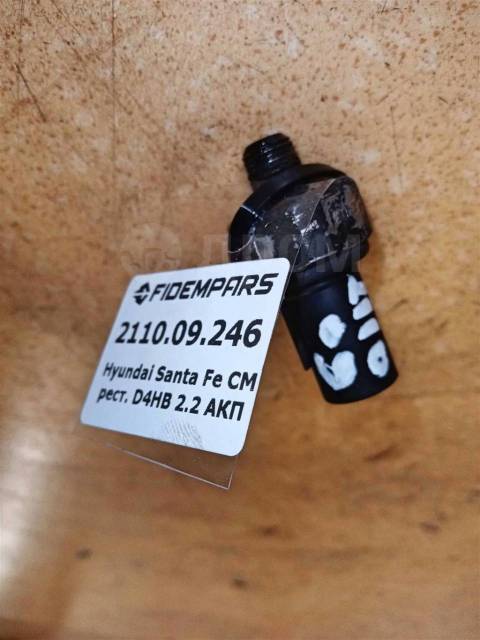 FIDEMPARS
2110.09.246
Hyundai Santa Fe CM
рест. D4HB 2.2 АКП